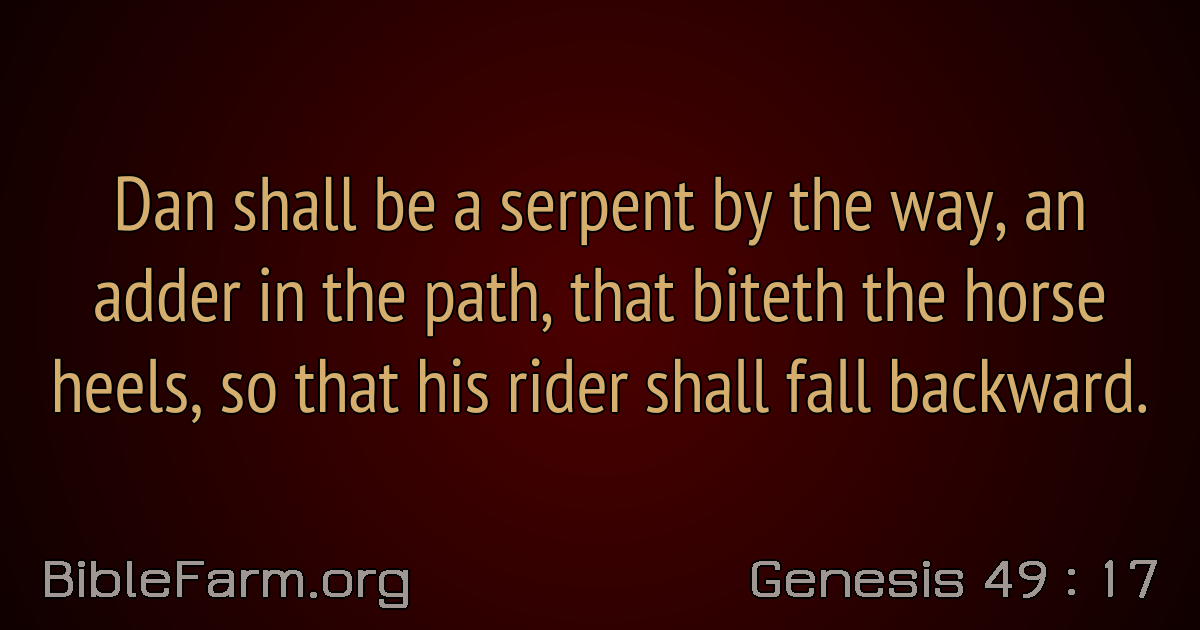 Dan shall be a serpent by the way, an
adder in the path, that biteth the horse
heels, so that his rider shall fall backward.
BibleFarm.org
Genesis 49 : 17